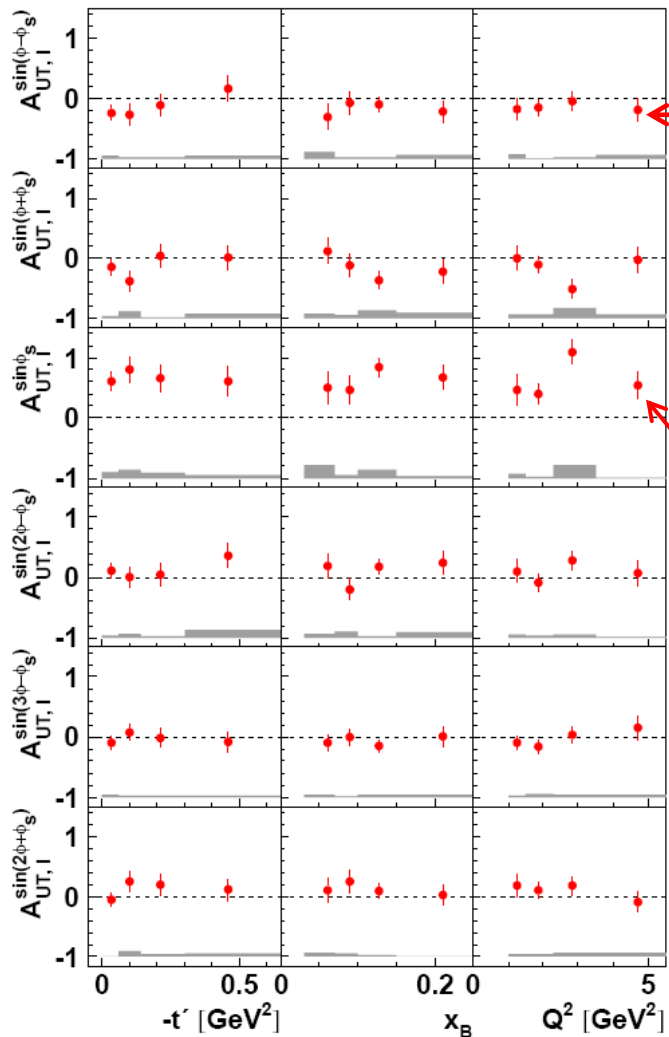 A_{UT, I}^{sin(ϕ−ϕ_S)} 1 0 -1
A_{UT, I}^{sin(ϕ+ϕ_S)} 1 0 -1
A_{UT, I}^{sinϕ_S} 1 0 -1
A_{UT, I}^{sin(2ϕ−ϕ_S)} 1 0 -1
A_{UT, I}^{sin(3ϕ−ϕ_S)} 1 0 -1
A_{UT, I}^{sin(2ϕ+ϕ_S)} 1 0 -1
0 0.5 0 0.2 0 5
-t′ [GeV²] x_B Q² [GeV²]